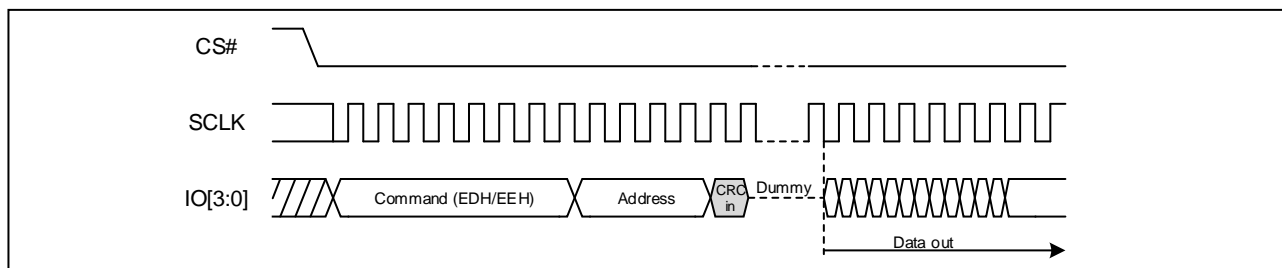 CS#
SCLK
IO[3:0]
Command (EDH/EEH)
Address
CRC
in
Dummy
Data out